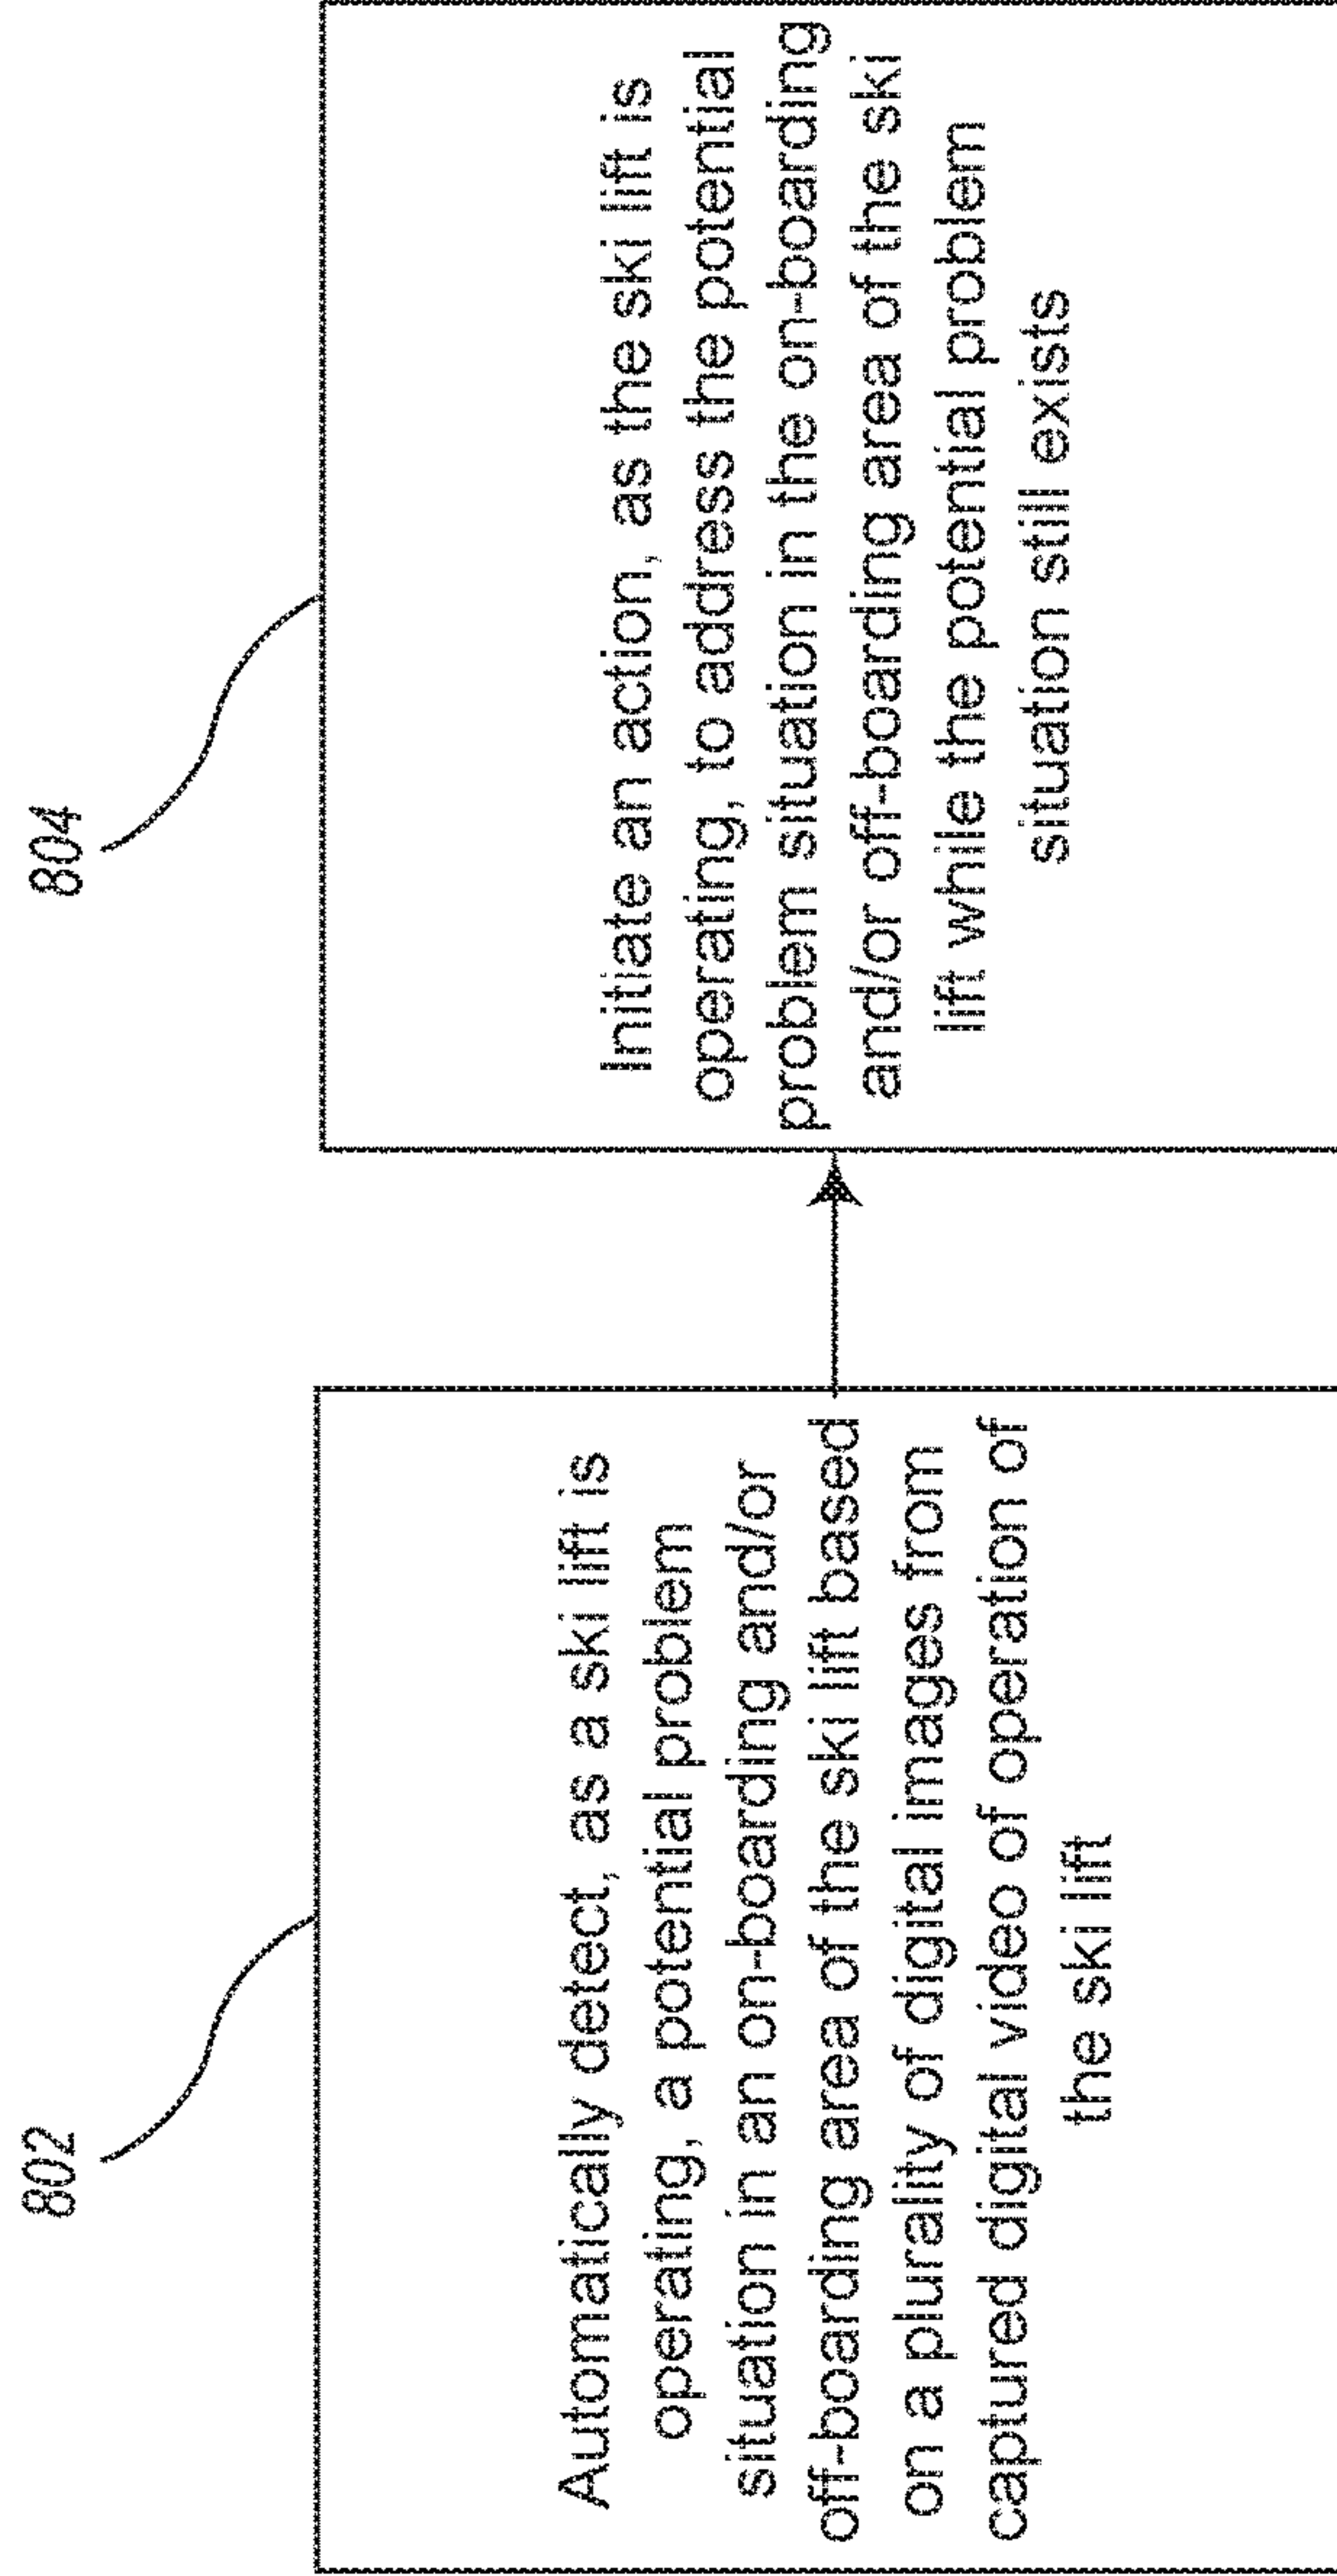 802
Automatically detect, as a ski lift is
operating, a potential problem
situation in an on-boarding and/or
off-boarding area of the ski lift based
on a plurality of digital images from
captured digital video of operation of
the ski lift
804
Initiate an action, as the ski lift is
operating, to address the potential
problem situation in the on-boarding
and/or off-boarding area of the ski
lift while the potential problem
situation still exists